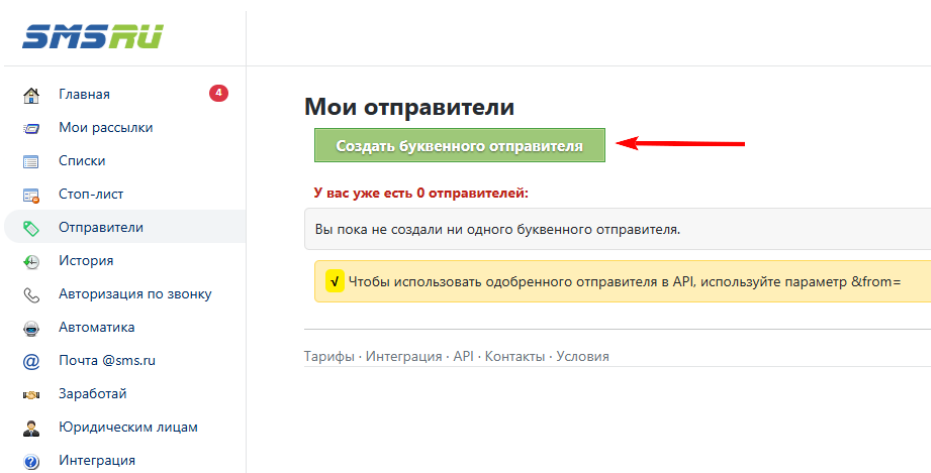 SMSRU
Главная
4
Мои рассылки
Списки
Стоп-лист
Отправители
История
Авторизация по звонку
Автоматика
Почта @sms.ru
Заработай
Юридическим лицам
Интеграция
Мои отправители
Создать буквенного отправителя
У вас уже есть 0 отправителей:
Вы пока не создали ни одного буквенного отправителя.
√ Чтобы использовать одобренного отправителя в API, используйте параметр &from=
Тарифы · Интеграция · API · Контакты · Условия